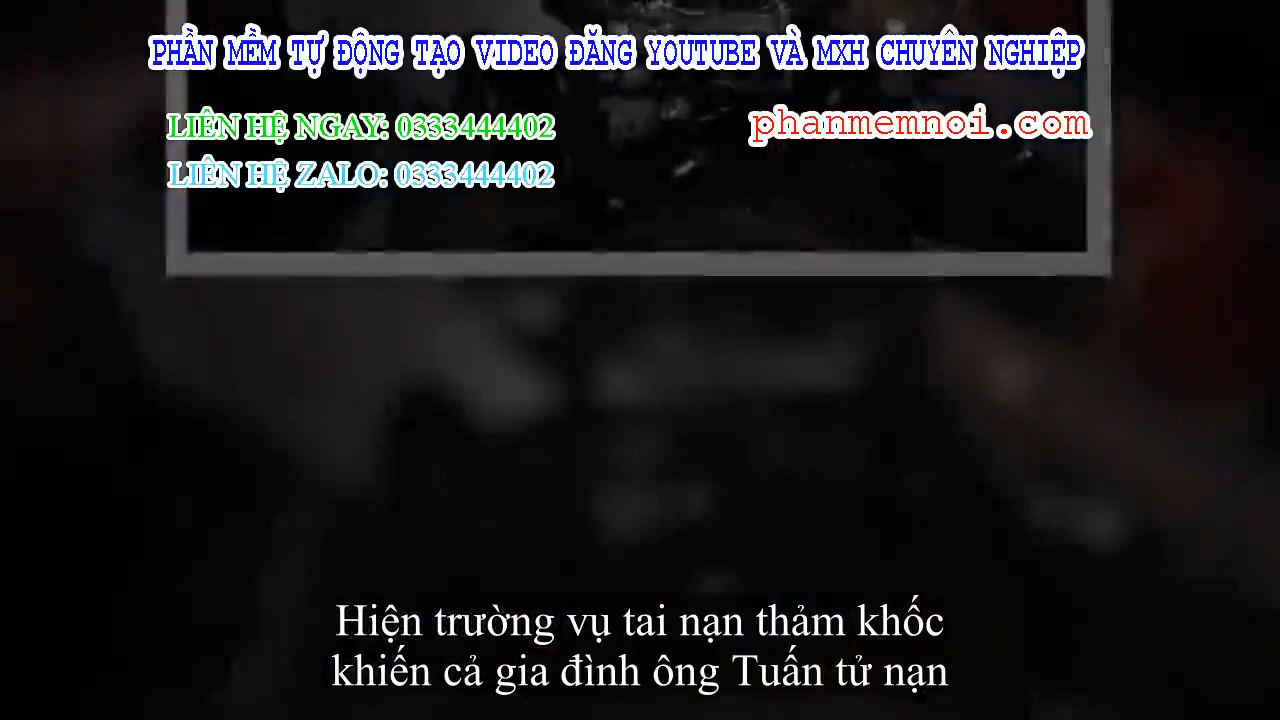 PHẦN MỀM TỰ ĐỘNG TẠO VIDEO ĐĂNG YOUTUBE VÀ MXH CHUYÊN NGHIỆP
LIÊN HỆ NGAY: 0333444402
phanmemnoi.com
LIÊN HỆ ZALO: 0333444402
Hiện trường vụ tai nạn thảm khốc
khiến cả gia đình ông Tuấn tử nạn